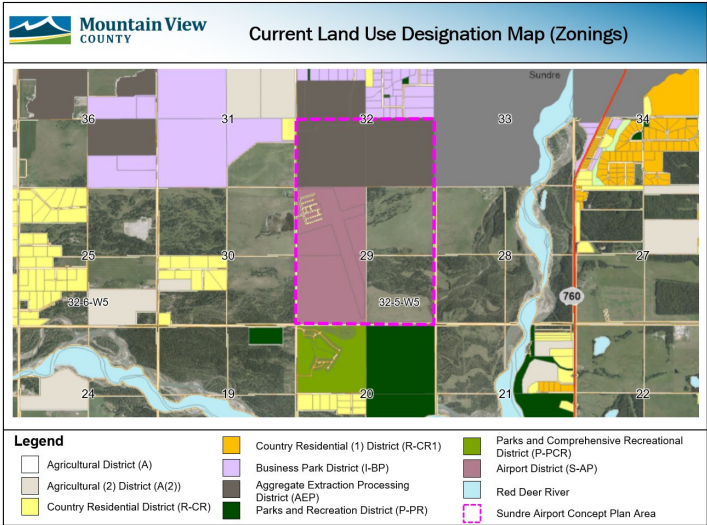 Mountain View
COUNTY
Current Land Use Designation Map (Zonings)
Sundre
36
31
32
33
34
25
30
29
28
27
32-6-W5
32-5-W5
760
24
19
20
21
22
Legend
Agricultural District (A)
Agricultural (2) District (A(2))
Country Residential District (R-CR)
Country Residential (1) District (R-CR1)
Business Park District (I-BP)
Aggregate Extraction Processing
District (AEP)
Parks and Recreation District (P-PR)
Parks and Comprehensive Recreational
District (P-PCR)
Airport District (S-AP)
Red Deer River
Sundre Airport Concept Plan Area